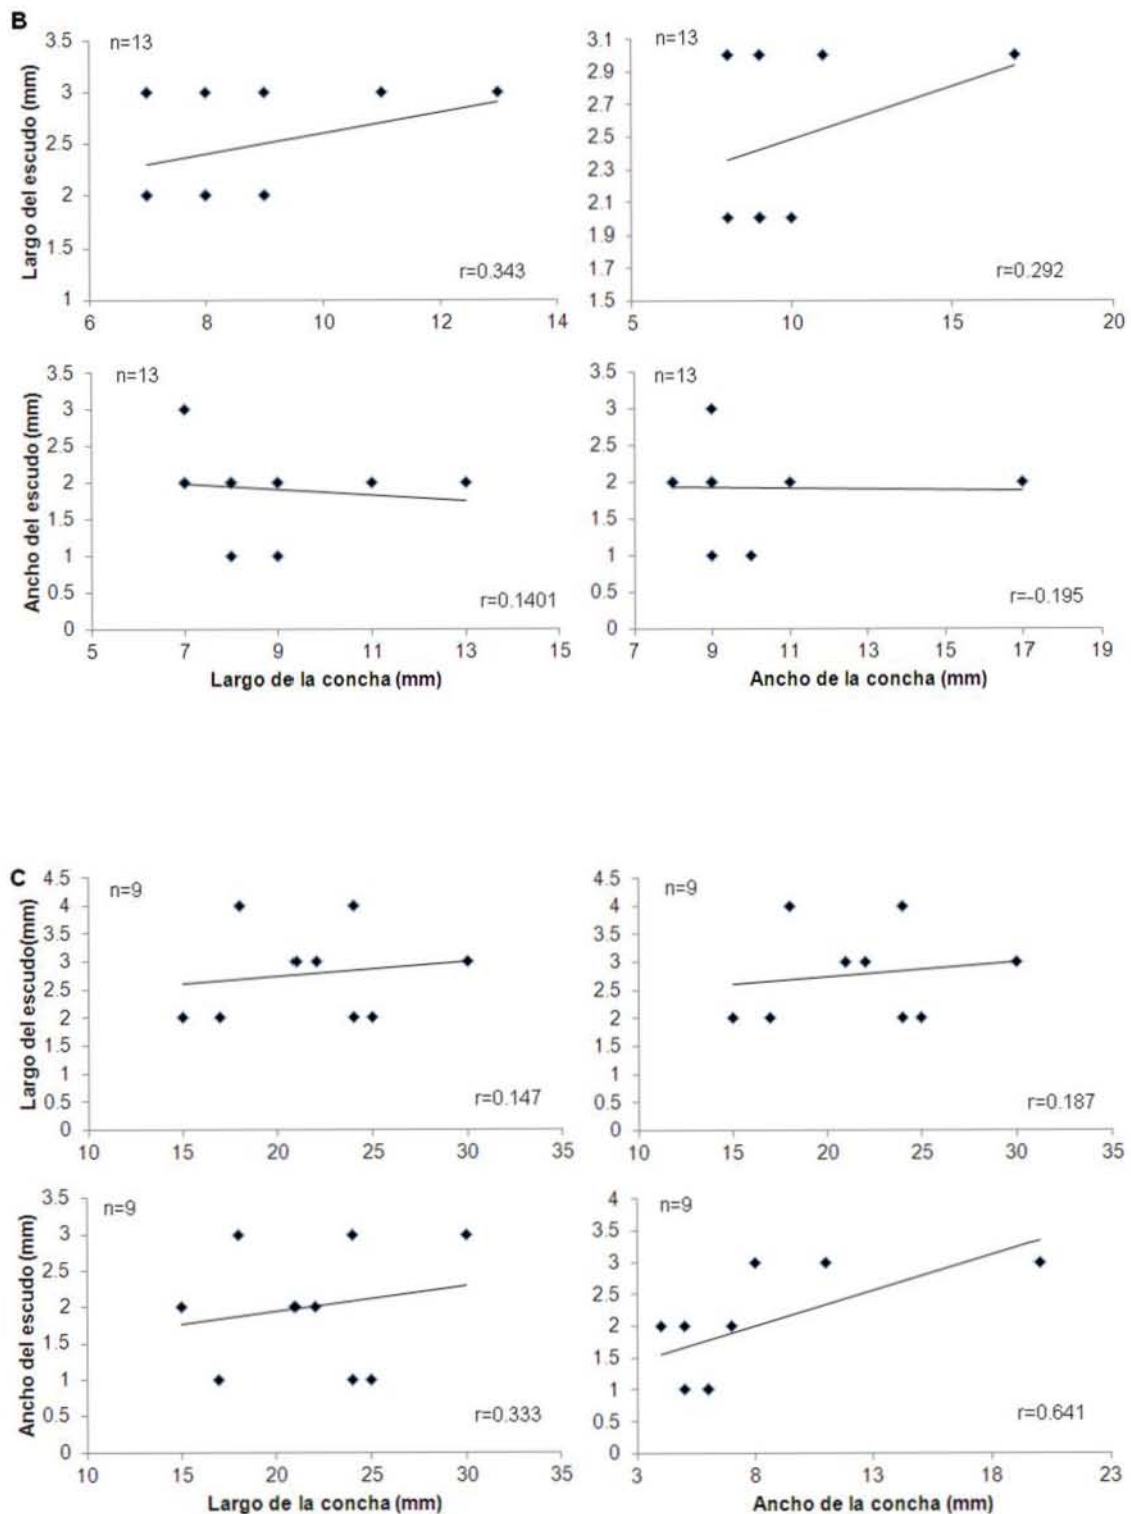 B
n=13
Largo del escudo (mm)
3.5
3
2.5
2
1.5
1
6 8 10 12 14
r=0.343
n=13
3.1
2.9
2.7
2.5
2.3
2.1
1.9
1.7
1.5
5 10 15 20
r=0.292
n=13
Ancho del escudo (mm)
3.5
3
2.5
2
1.5
1
0.5
0
5 7 9 11 13 15
r=0.1401
Largo de la concha (mm)
n=13
3.5
3
2.5
2
1.5
1
0.5
0
7 9 11 13 15 17 19
r=-0.195
Ancho de la concha (mm)
C
n=9
Largo del escudo(mm)
4.5
4
3.5
3
2.5
2
1.5
1
0.5
0
10 15 20 25 30 35
r=0.147
n=9
4.5
4
3.5
3
2.5
2
1.5
1
0.5
0
10 15 20 25 30 35
r=0.187
n=9
Ancho del escudo (mm)
3.5
3
2.5
2
1.5
1
0.5
0
10 15 20 25 30 35
r=0.333
Largo de la concha (mm)
n=9
4
3.5
3
2.5
2
1.5
1
0.5
0
3 8 13 18 23
r=0.641
Ancho de la concha (mm)